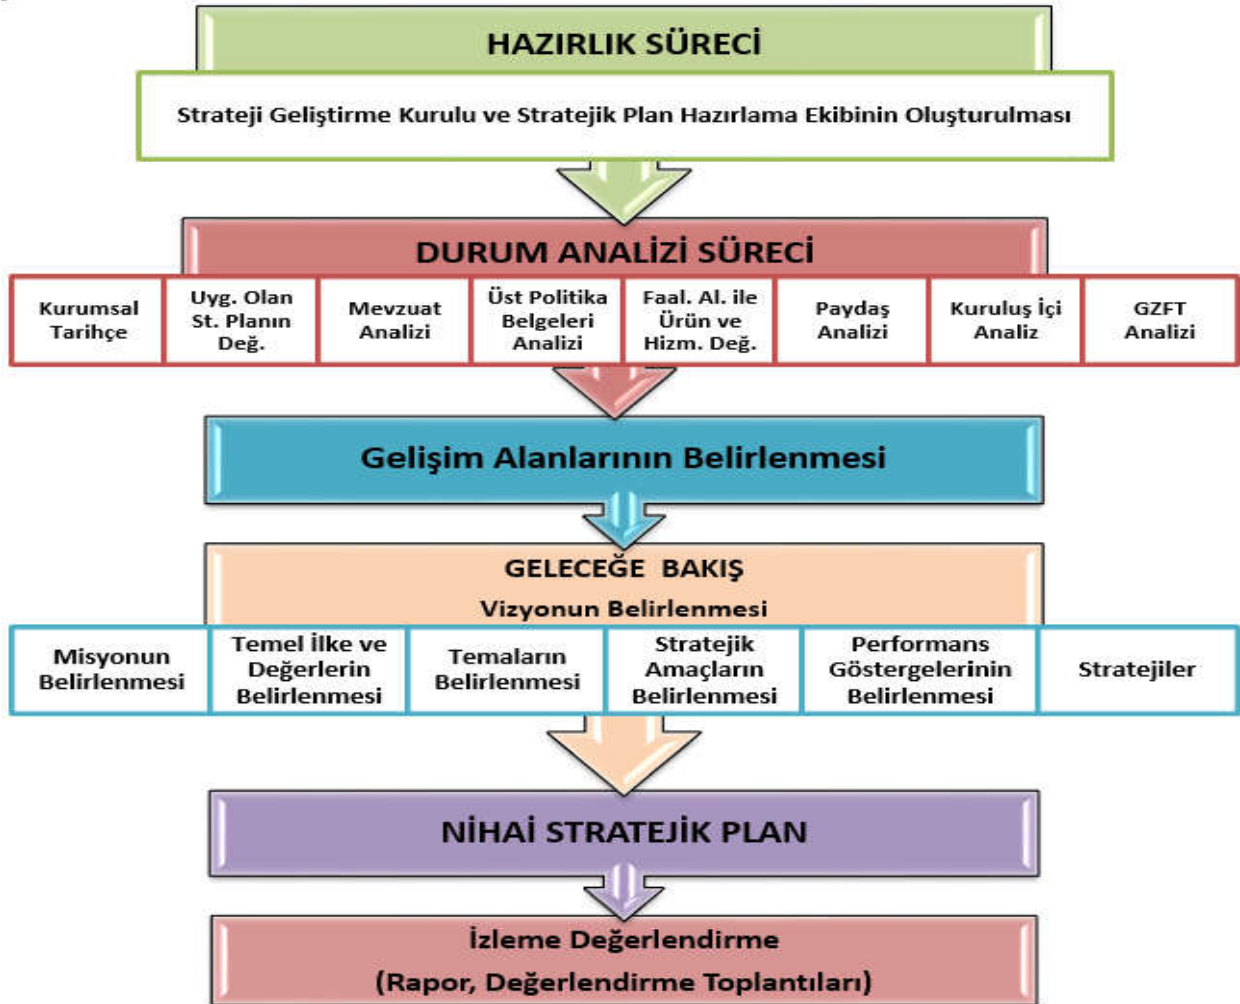 HAZIRLIK SÜRECİ
Strateji Geliştirme Kurulu ve Stratejik Plan Hazırlama Ekibinin Oluşturulması
DURUM ANALİZİ SÜRECİ
Kurumsal
Tarihçe
Uyg. Olan
St. Planın
Değ.
Mevzuat
Analizi
Üst Politika
Belgeleri
Analizi
Faal. Al. ile
Ürün ve
Hizm. Değ.
Paydaş
Analizi
Kuruluş İçi
Analiz
GZFT
Analizi
Gelişim Alanlarının Belirlenmesi
GELECEĞE BAKIŞ
Vizyonun Belirlenmesi
Misyonun
Belirlenmesi
Temel İlke ve
Değerlerin
Belirlenmesi
Temaların
Belirlenmesi
Stratejik
Amaçların
Belirlenmesi
Performans
Göstergelerinin
Belirlenmesi
Stratejiler
NİHAİ STRATEJİK PLAN
İzleme Değerlendirme
(Rapor, Değerlendirme Toplantıları)